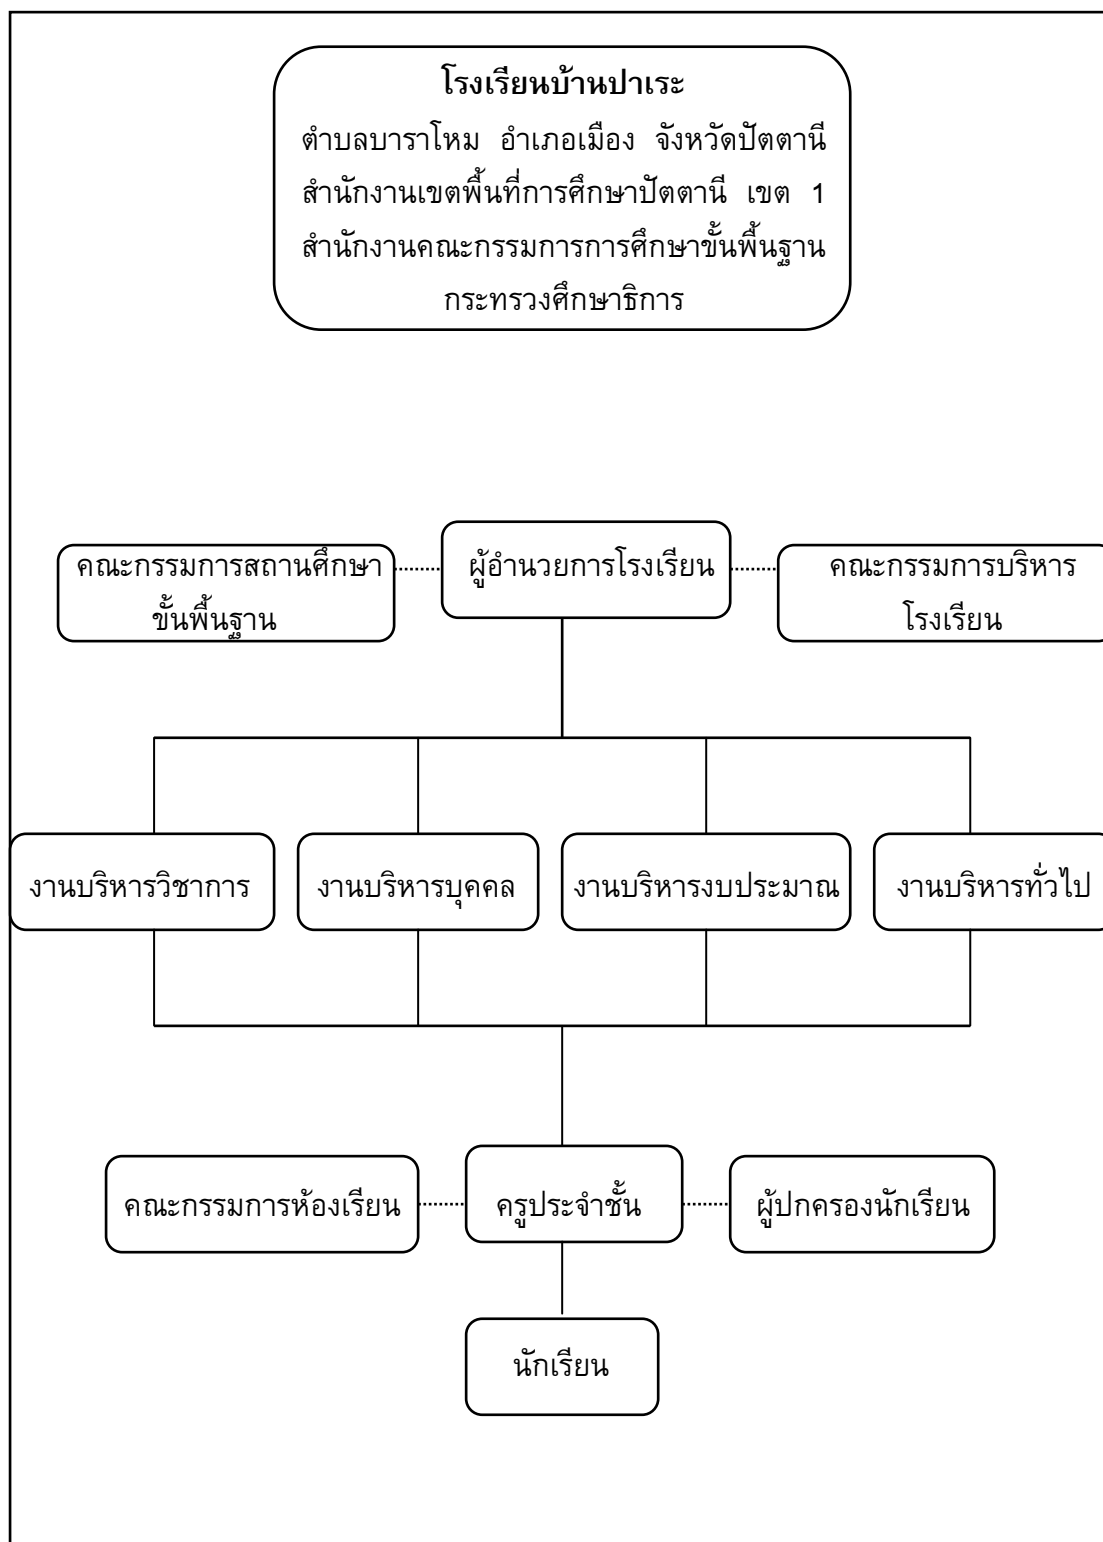 โรงเรียนบ้านปาเระ
ตำบลบาราโหม อำเภอเมือง จังหวัดปัตตานี
สำนักงานเขตพื้นที่การศึกษาปัตตานี เขต 1
สำนักงานคณะกรรมการการศึกษาขั้นพื้นฐาน
กระทรวงศึกษาธิการ
คณะกรรมการสถานศึกษา
ขั้นพื้นฐาน
ผู้อำนวยการโรงเรียน
คณะกรรมการบริหาร
โรงเรียน
งานบริหารวิชาการ
งานบริหารบุคคล
งานบริหารงบประมาณ
งานบริหารทั่วไป
คณะกรรมการห้องเรียน
ครูประจำชั้น
ผู้ปกครองนักเรียน
นักเรียน